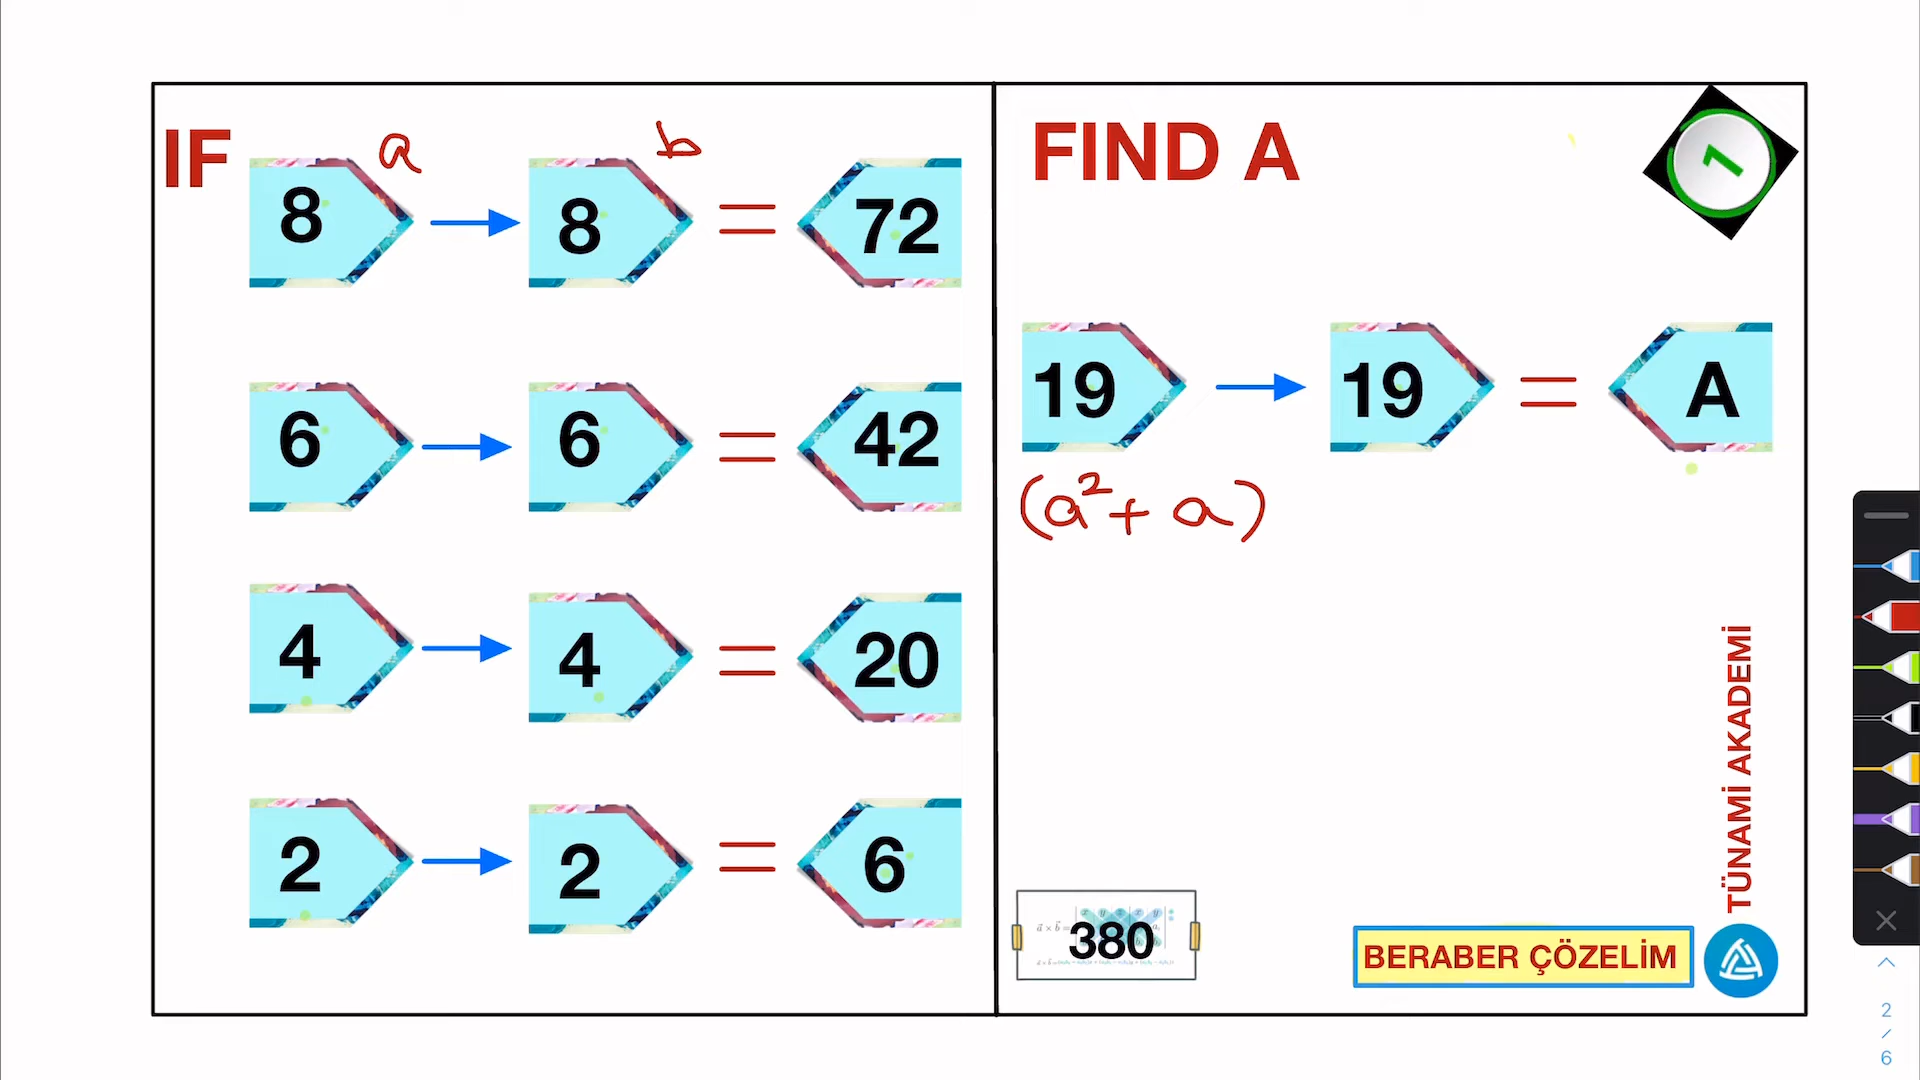 IF
a
b
8 8 = 72
6 6 = 42
4 4 = 20
2 2 = 6
FIND A
1
19 19 = A
(a²+ a)
380
BERABER ÇÖZELİM
TÜNAMİ AKADEMİ
2
/
6